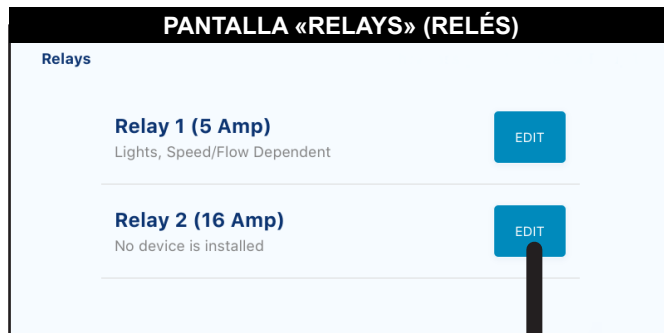 PANTALLA «RELAYS» (RELÉS)
Relays
Relay 1 (5 Amp)
EDIT
Lights, Speed/Flow Dependent
Relay 2 (16 Amp)
EDIT
No device is installed